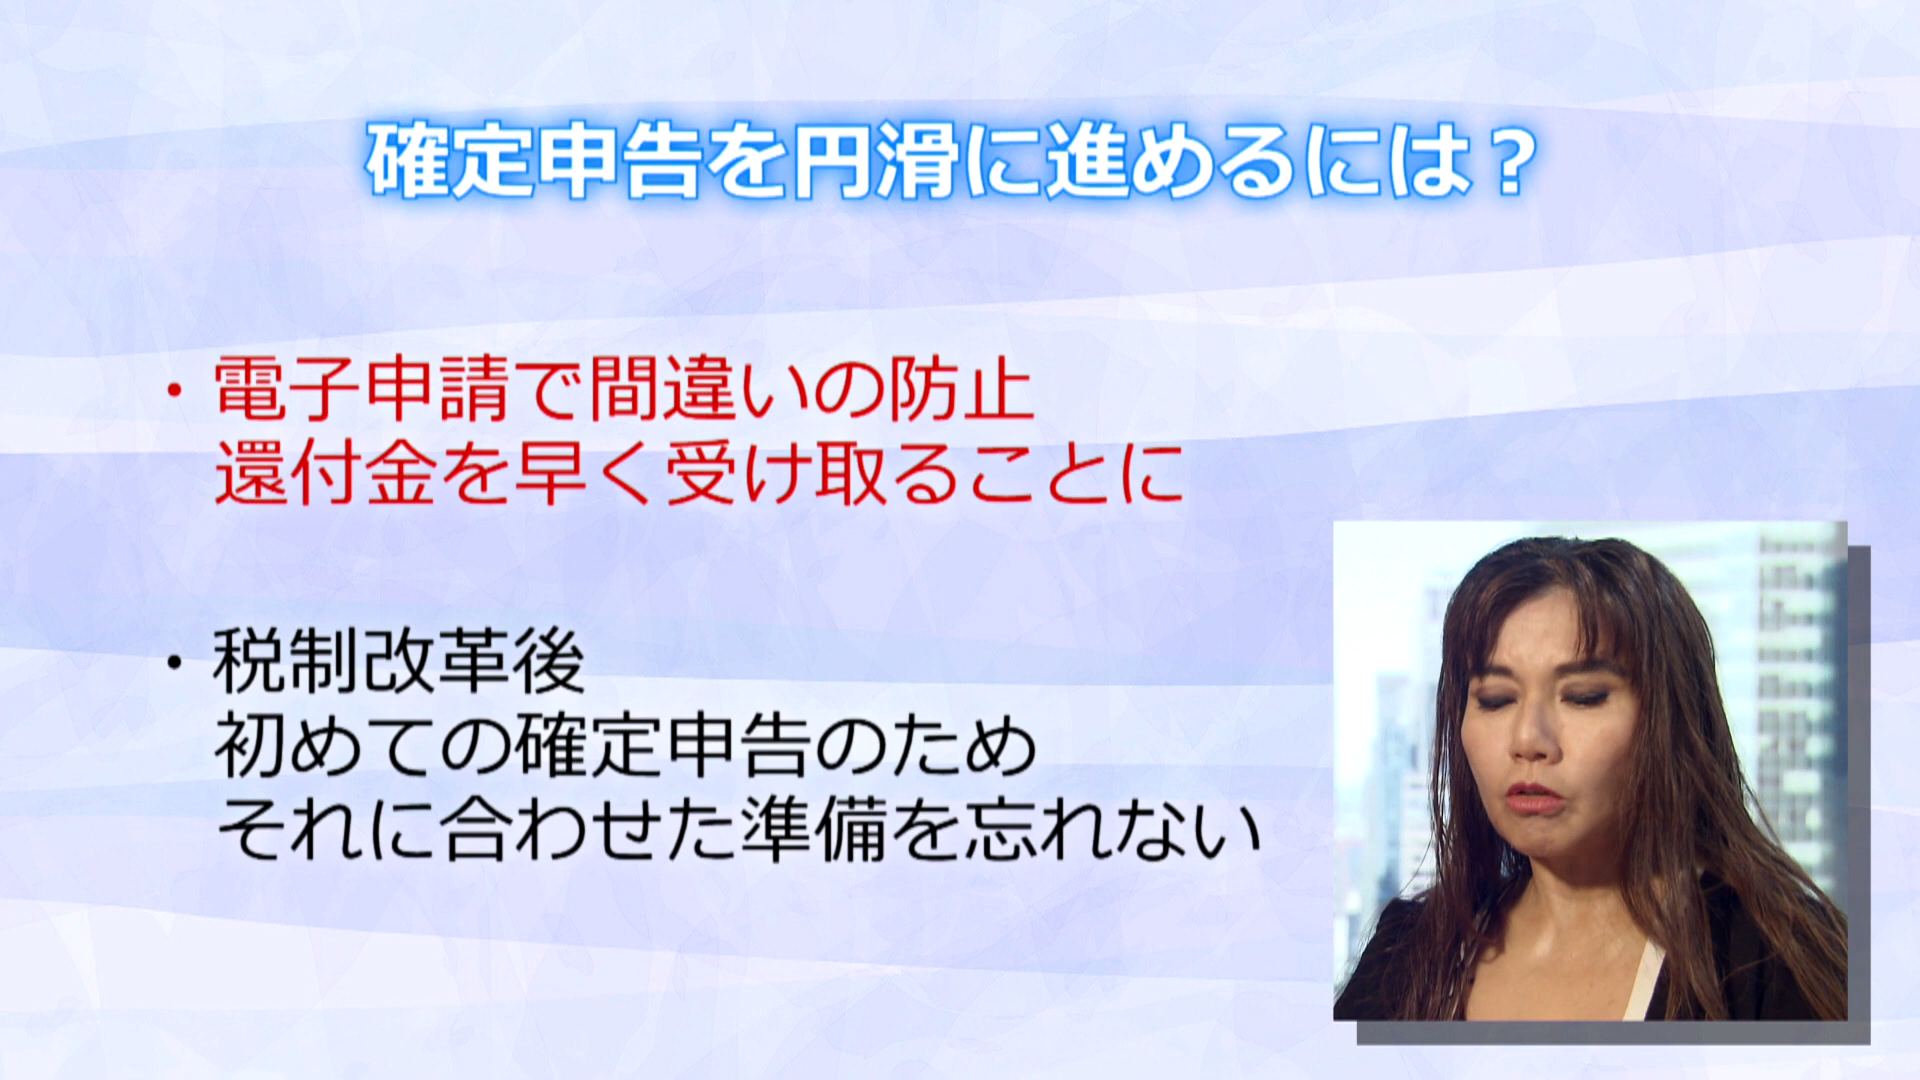 確定申告を円滑に進めるには？
・電子申請で間違いの防止
還付金を早く受け取ることに
・税制改革後
初めての確定申告のため
それに合わせた準備を忘れない